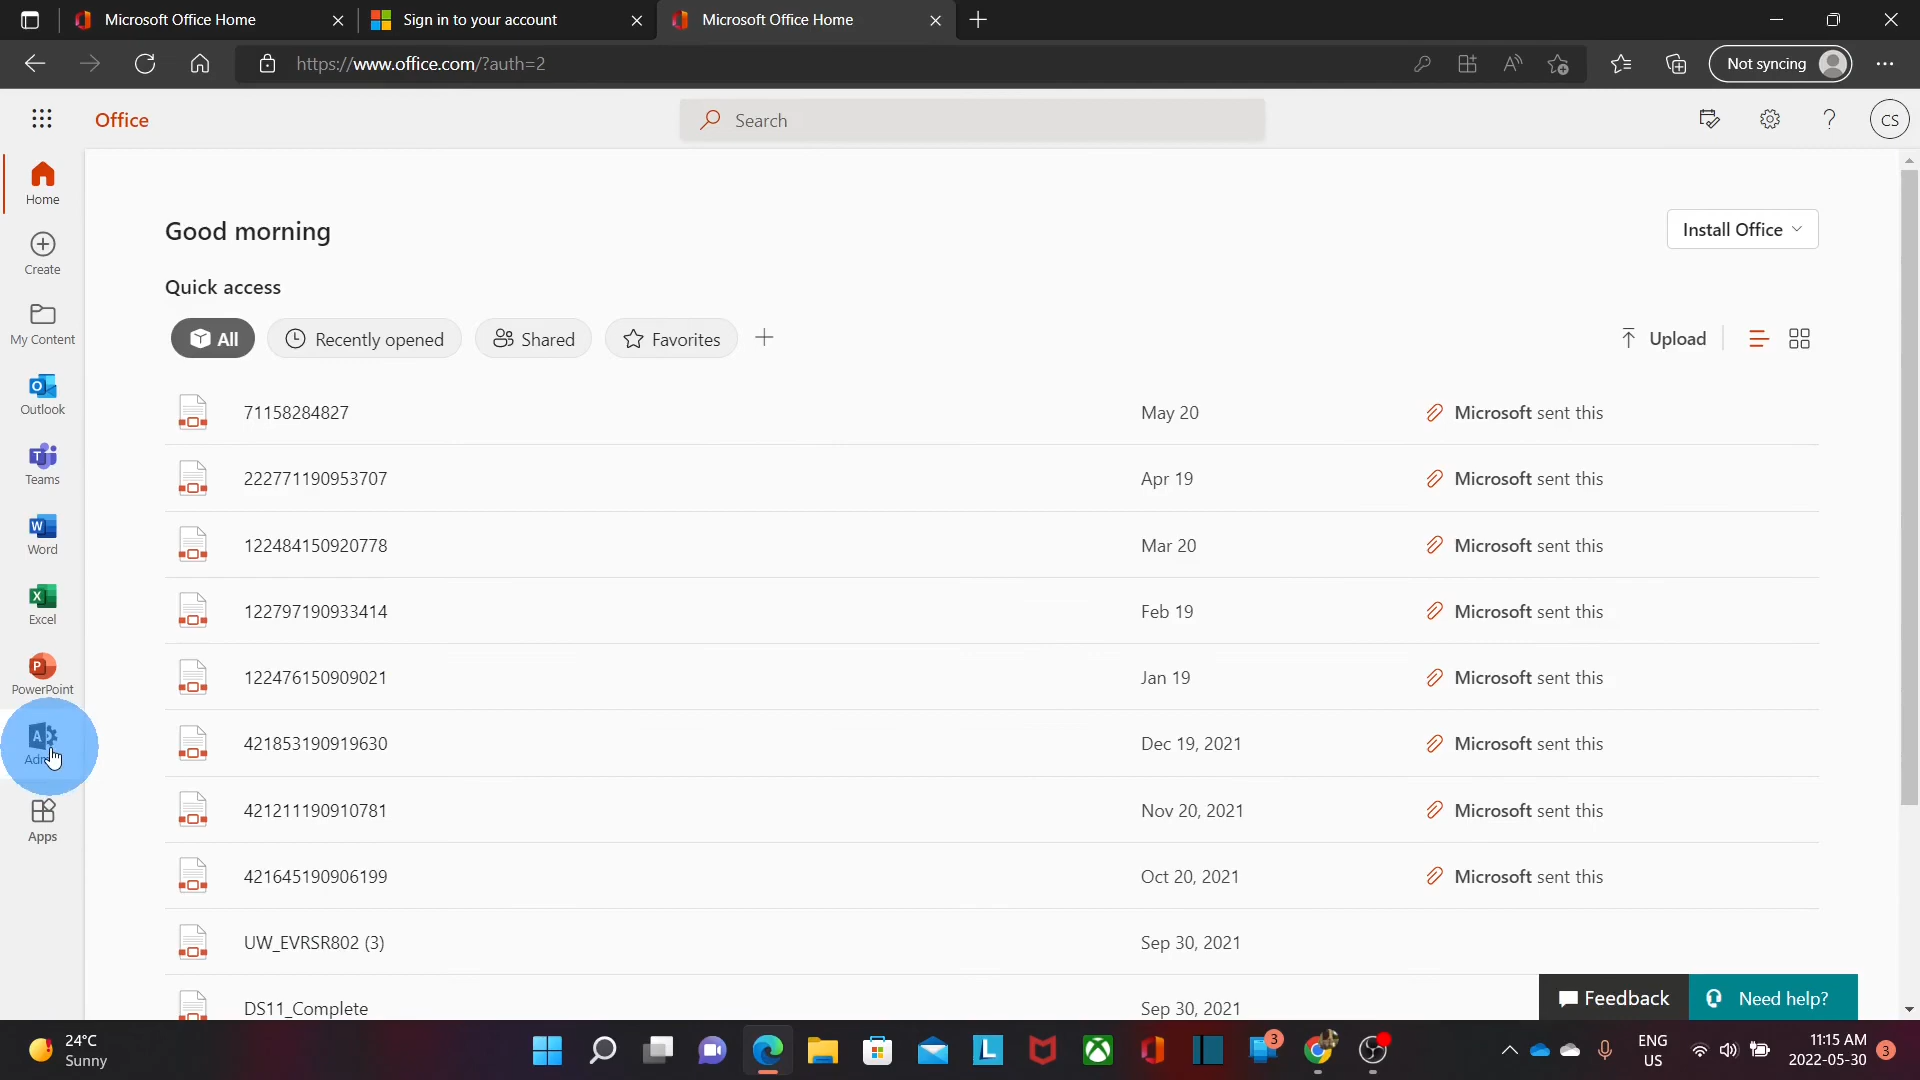 Microsoft Office Home
Sign in to your account
Microsoft Office Home
https://www.office.com/?auth=2
Not syncing
Office
Search
CS
Home
Create
My Content
Outlook
Teams
Word
Excel
PowerPoint
Apps
Good morning
Install Office
Quick access
All
Recently opened
Shared
Favorites
Upload
71158284827 May 20 Microsoft sent this
222771190953707 Apr 19 Microsoft sent this
122484150920778 Mar 20 Microsoft sent this
122797190933414 Feb 19 Microsoft sent this
122476150909021 Jan 19 Microsoft sent this
421853190919630 Dec 19, 2021 Microsoft sent this
421211190910781 Nov 20, 2021 Microsoft sent this
421645190906199 Oct 20, 2021 Microsoft sent this
UW_EVRSR802 (3) Sep 30, 2021
DS11_Complete Sep 30, 2021
Feedback
Need help?
24°C
Sunny
3
ENG
US
11:15 AM
2022-05-30
3